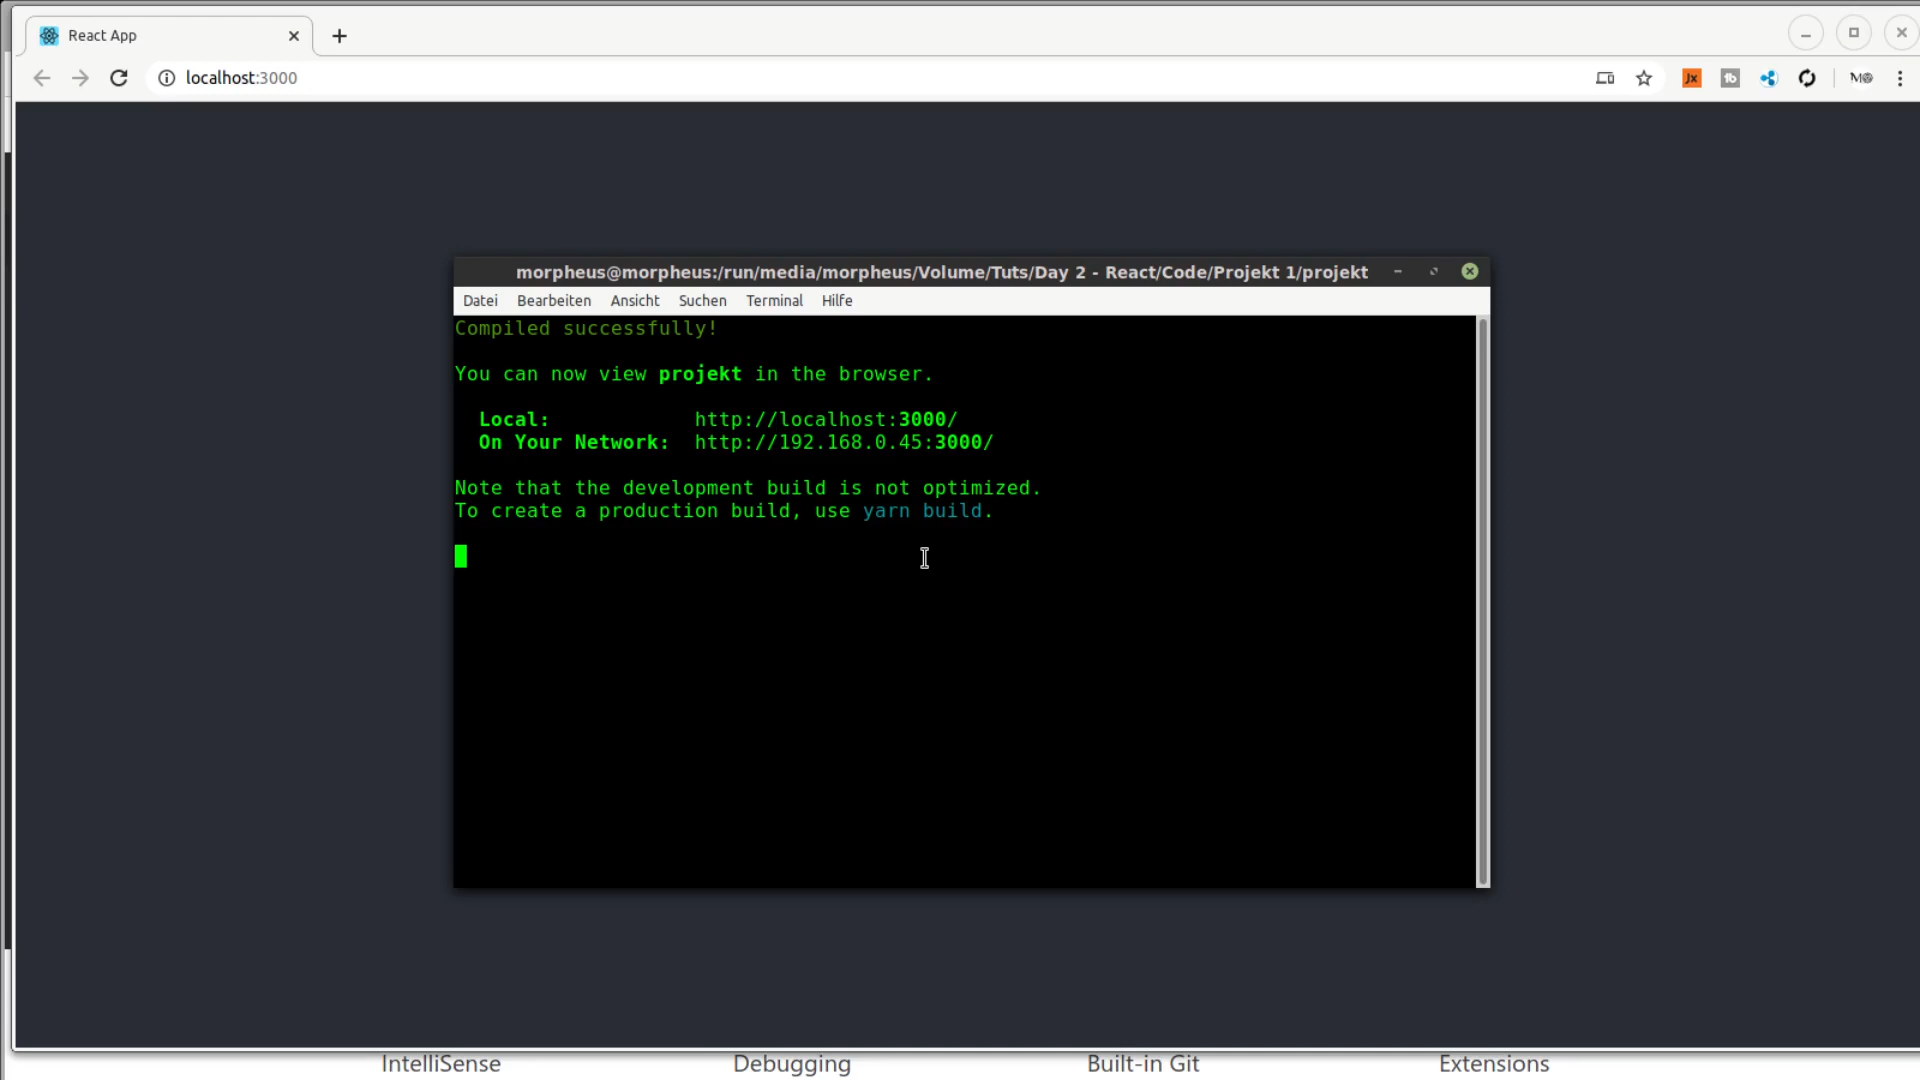 React App
localhost:3000
Jx
tb
morpheus@morpheus:/run/media/morpheus/Volume/Tuts/Day 2 - React/Code/Projekt 1/projekt
Datei Bearbeiten Ansicht Suchen Terminal Hilfe
Compiled successfully!
You can now view projekt in the browser.
Local: http://localhost:3000/
On Your Network: http://192.168.0.45:3000/
Note that the development build is not optimized.
To create a production build, use yarn build.
IntelliSense Debugging Built-in Git Extensions